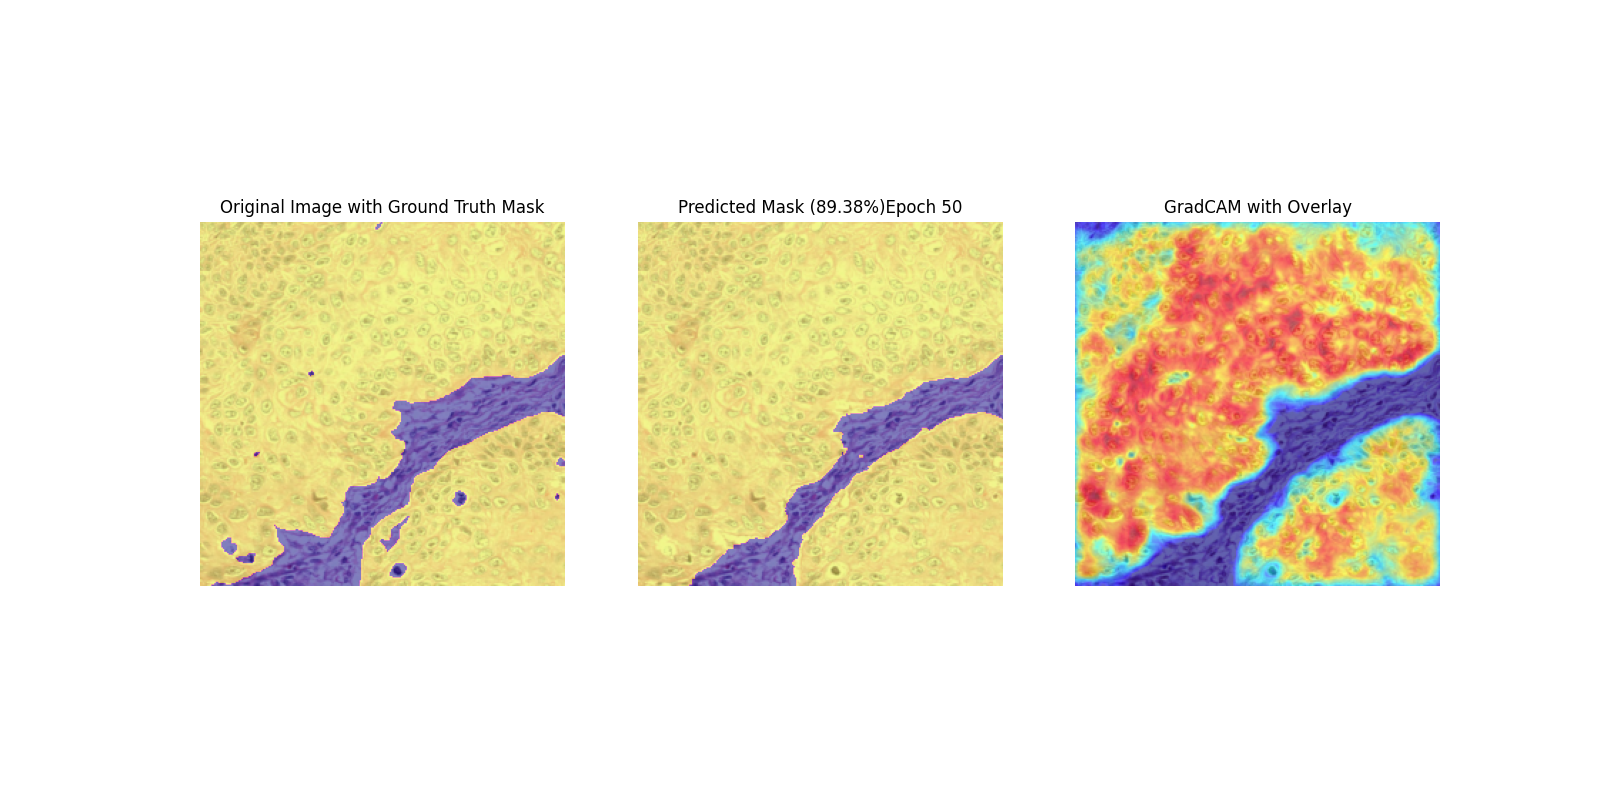 Original Image with Ground Truth Mask
Predicted Mask (89.38%)Epoch 50
GradCAM with Overlay